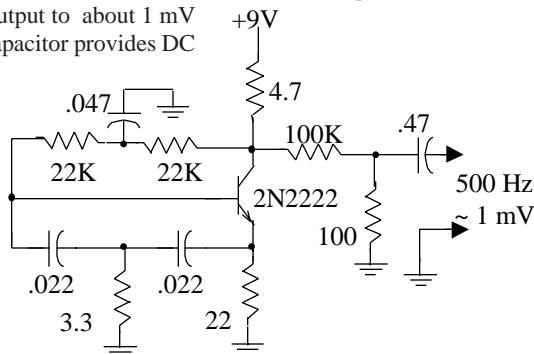 utput to about 1 mV
apacitor provides DC
+9V
.047
4.7
100K
.47
22K
22K
2N2222
500 Hz
~ 1 mV
100
.022
.022
3.3
22